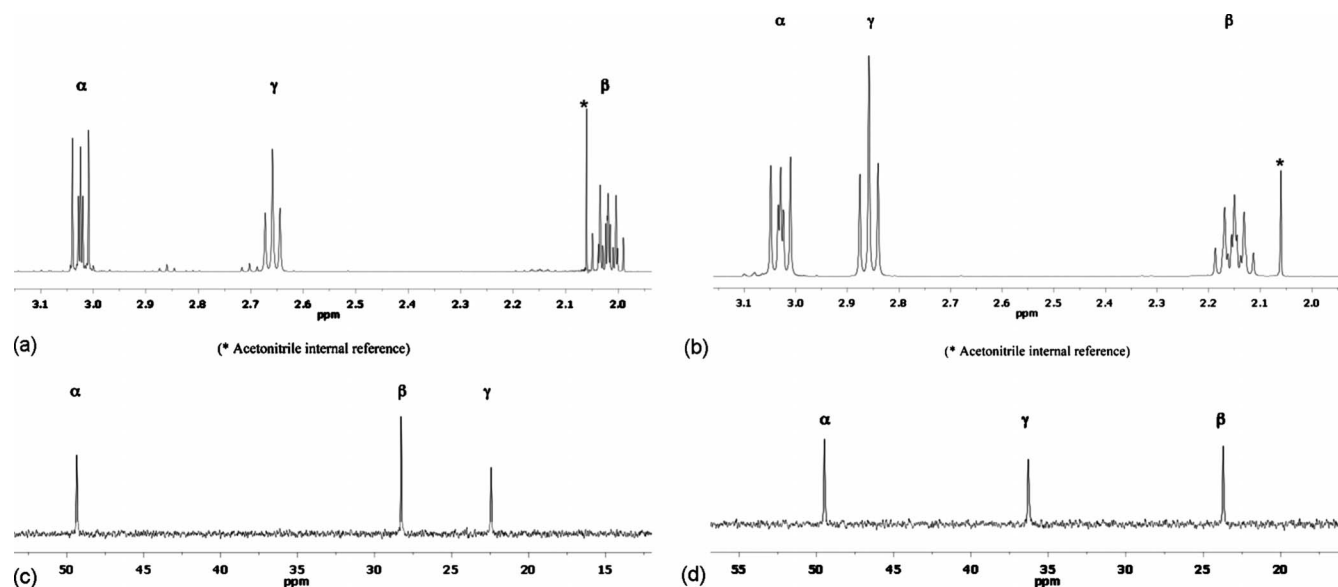 α γ * β
3.1 3.0 2.9 2.8 2.7 2.6 2.5 2.4 2.3 2.2 2.1 2.0
ppm
(a)
(* Acetonitrile internal reference)
α γ β *
3.1 3.0 2.9 2.8 2.7 2.6 2.5 2.4 2.3 2.2 2.1 2.0
ppm
(b)
(* Acetonitrile internal reference)
α β γ
50 45 40 35 30 25 20 15
ppm
(c)
α γ β
55 50 45 40 35 30 25 20
ppm
(d)